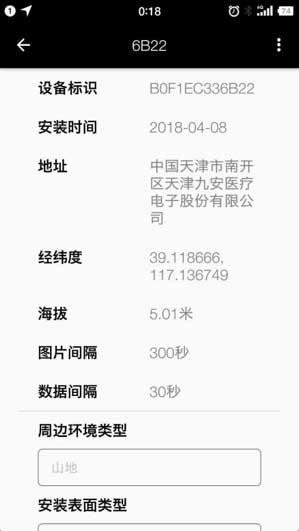 1 0:18 4G 74
6B22
设备标识 B0F1EC336B22
安装时间 2018-04-08
地址 中国天津市南开
区天津九安医疗
电子股份有限公
司
经纬度 39.118666,
117.136749
海拔 5.01米
图片间隔 300秒
数据间隔 30秒
周边环境类型
山地
安装表面类型